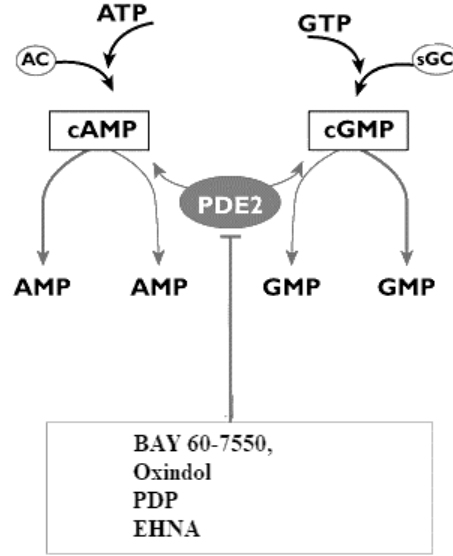 ATP
GTP
AC
sGC
cAMP
cGMP
PDE2
AMP
AMP
GMP
GMP
BAY 60-7550,
Oxindol
PDP
EHNA